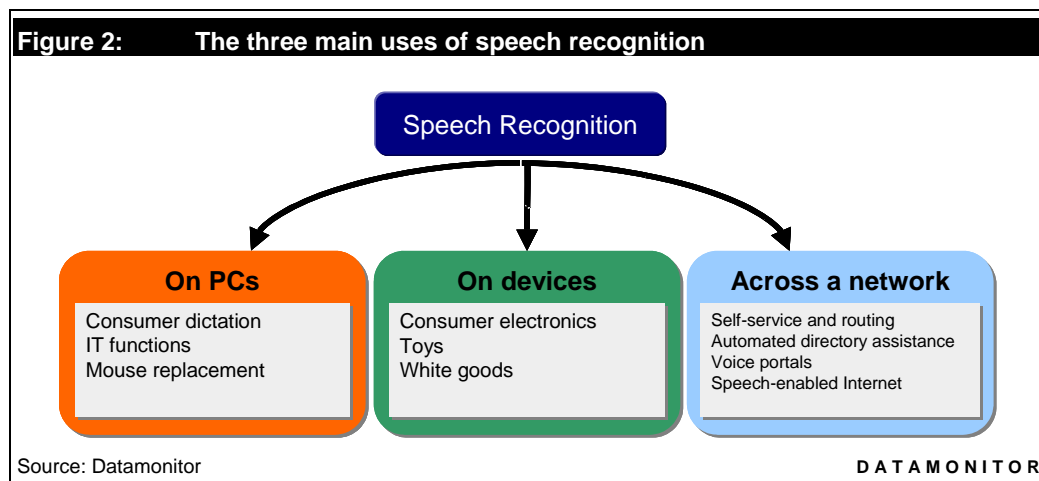 Figure 2: The three main uses of speech recognition
Speech Recognition
On PCs
Consumer dictation
IT functions
Mouse replacement
On devices
Consumer electronics
Toys
White goods
Across a network
Self-service and routing
Automated directory assistance
Voice portals
Speech-enabled Internet
Source: Datamonitor
DATAMONITOR